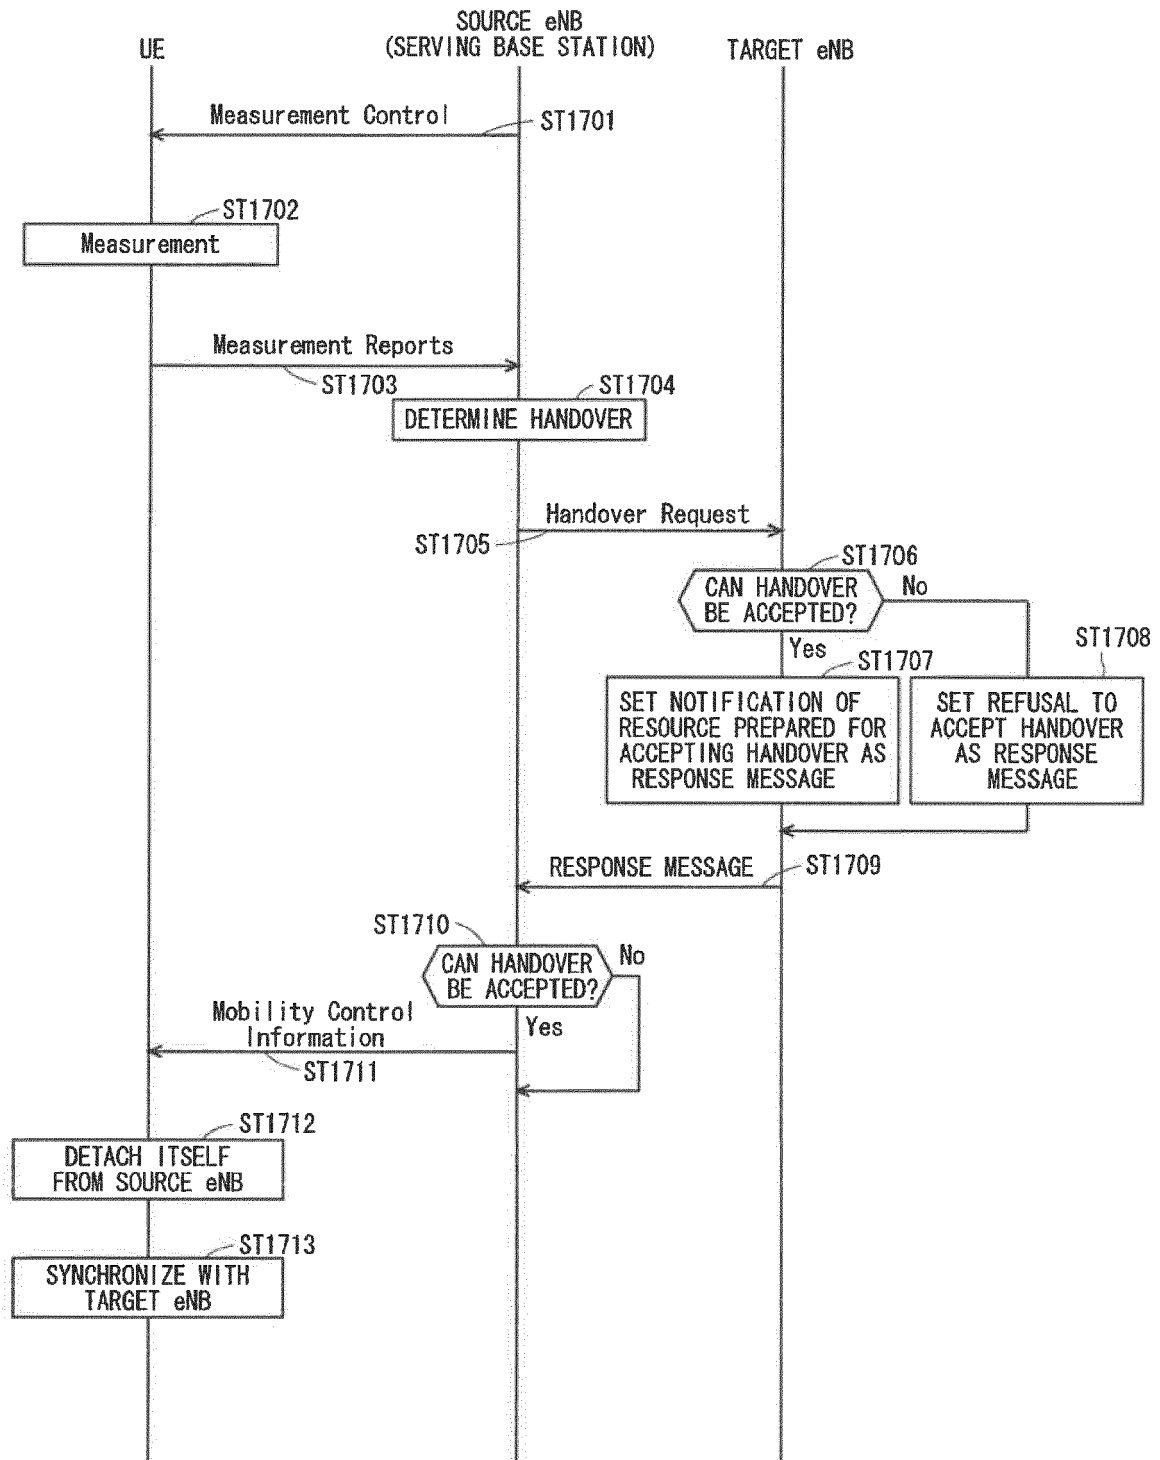 UE
SOURCE eNB
(SERVING BASE STATION)
TARGET eNB
Measurement Control
ST1701
ST1702
Measurement
Measurement Reports
ST1703
ST1704
DETERMINE HANDOVER
Handover Request
ST1705
ST1706
CAN HANDOVER
BE ACCEPTED?
No
Yes
ST1707
ST1708
SET NOTIFICATION OF
RESOURCE PREPARED FOR
ACCEPTING HANDOVER AS
RESPONSE MESSAGE
SET REFUSAL TO
ACCEPT HANDOVER
AS RESPONSE
MESSAGE
RESPONSE MESSAGE
ST1709
ST1710
CAN HANDOVER
BE ACCEPTED?
No
Yes
Mobility Control
Information
ST1711
ST1712
DETACH ITSELF
FROM SOURCE eNB
ST1713
SYNCHRONIZE WITH
TARGET eNB